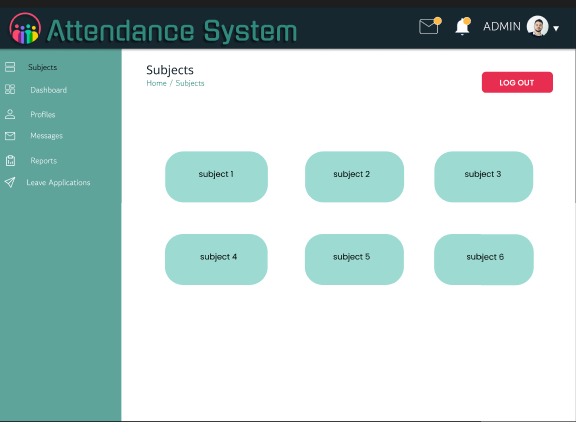 Attendance System
ADMIN
Subjects
Dashboard
Profiles
Messages
Reports
Leave Applications
Subjects
Home / Subjects
LOG OUT
subject 1
subject 2
subject 3
subject 4
subject 5
subject 6